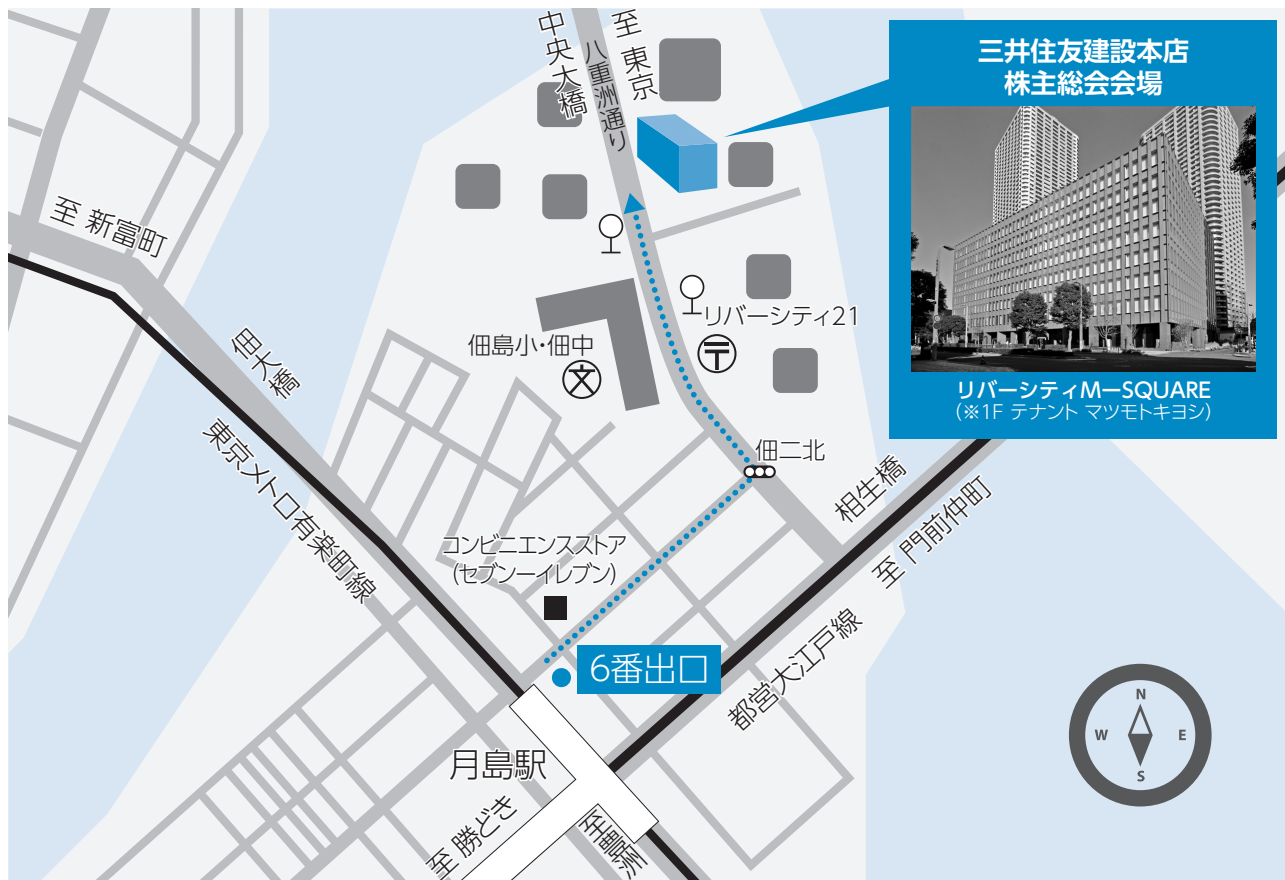 中央大橋
八重洲通り
至 東京
三井住友建設本店
株主総会会場
リバーシティM－SQUARE
(※1F テナント マツモトキヨシ)
至 新富町
佃大橋
リバーシティ21
佃島小・佃中
佃二北
相生橋
至 門前仲町
東京メトロ有楽町線
コンビニエンスストア
(セブン－イレブン)
6番出口
都営大江戸線
月島駅
至 勝どき
至 豊洲
N
W
E
S